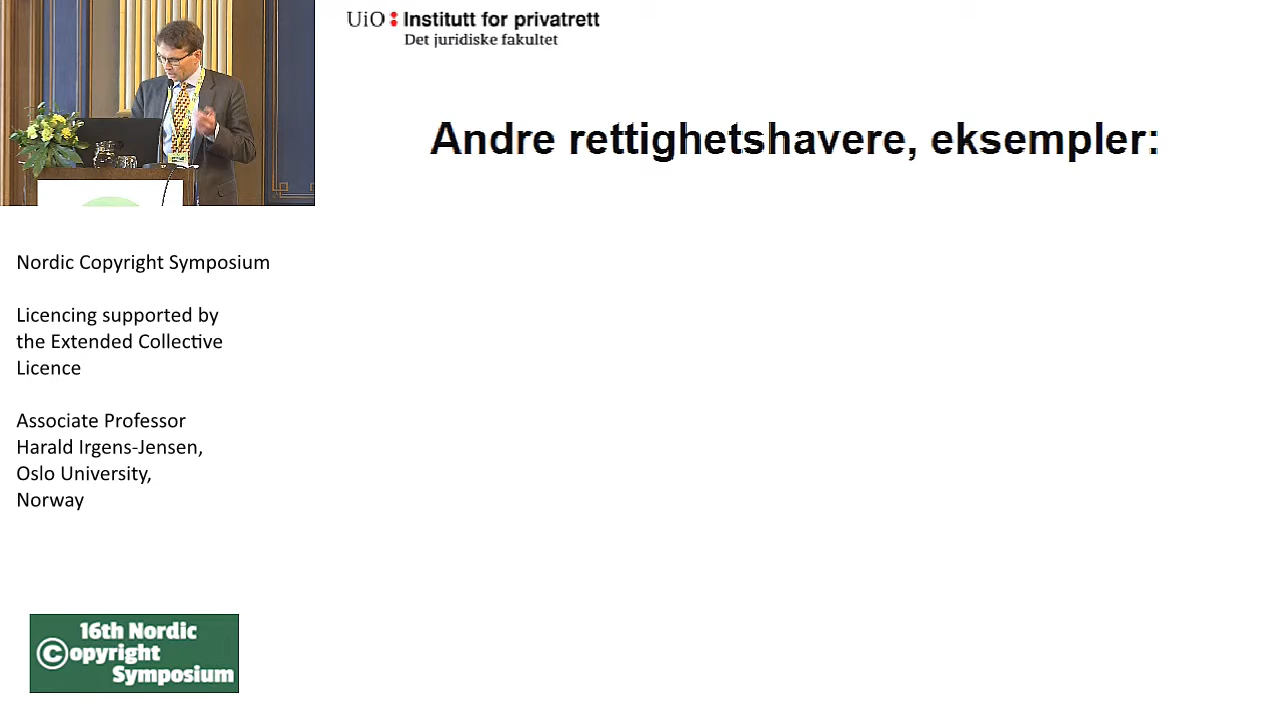 UiO : Institutt for privatrett
Det juridiske fakultet
Andre rettighetshavere, eksempler:
Nordic Copyright Symposium
Licencing supported by
the Extended Collective
Licence
Associate Professor
Harald Irgens-Jensen,
Oslo University,
Norway
16th Nordic
©opyright
Symposium